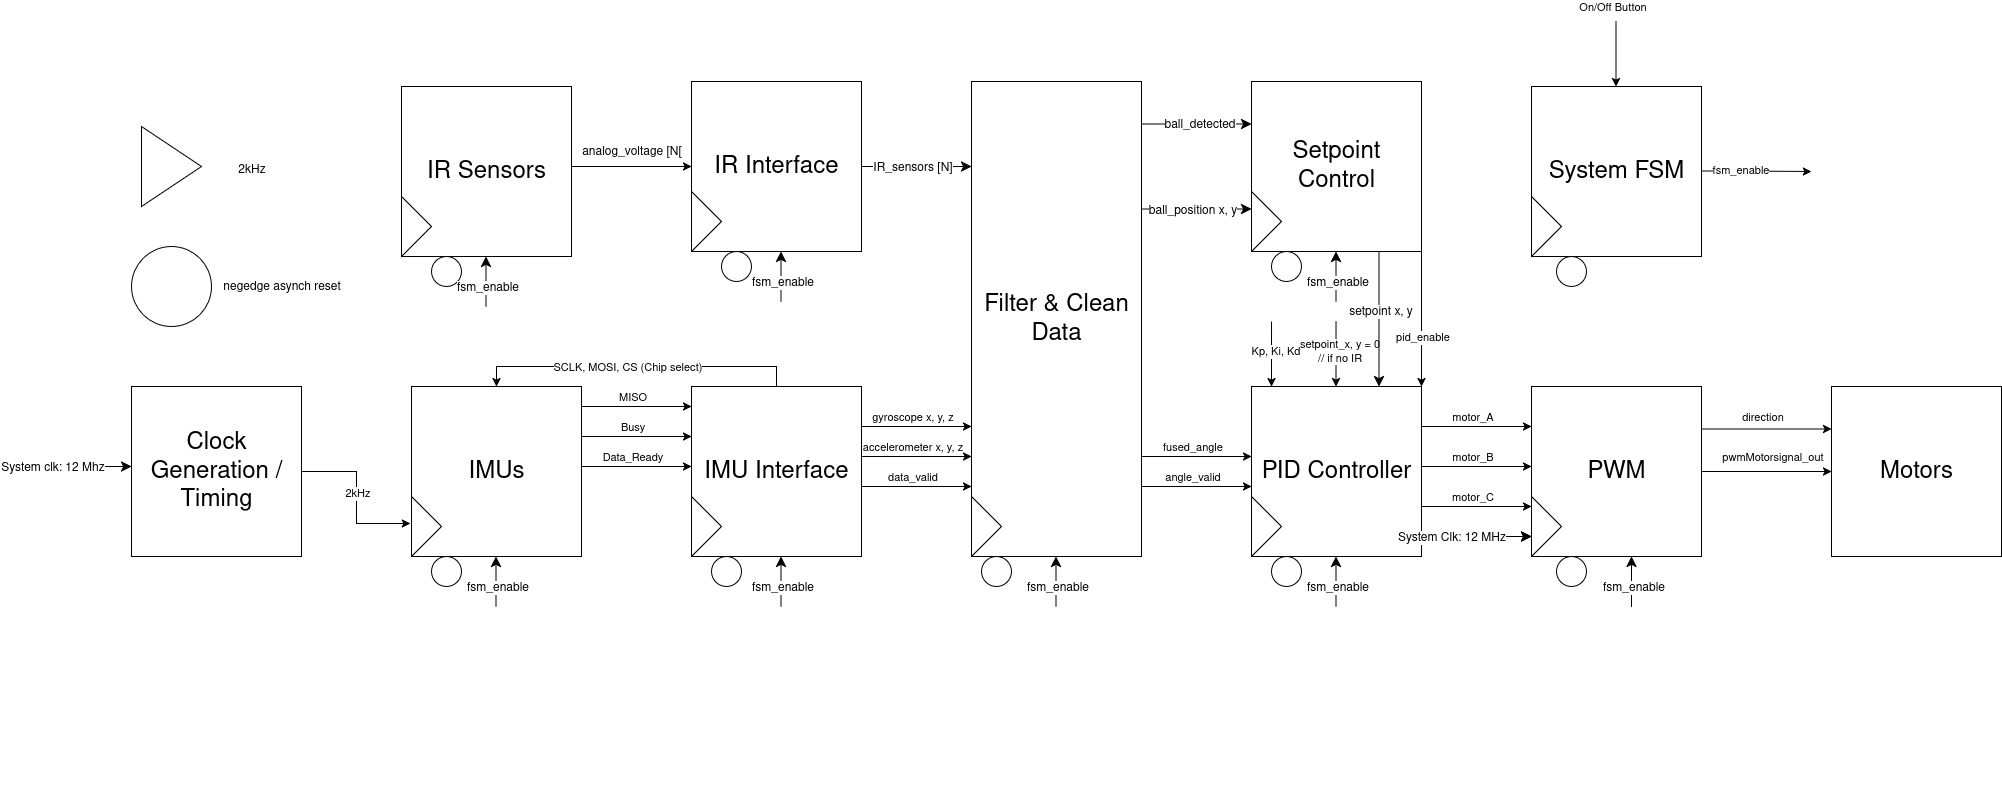 On/Off Button
2kHz
negedge asynch reset
IR Sensors
fsm_enable
analog_voltage [N[
IR Interface
fsm_enable
IR_sensors [N]
Filter & Clean
Data
fsm_enable
ball_detected
ball_position x, y
Setpoint
Control
fsm_enable
setpoint x, y
pid_enable
Kp, Ki, Kd
setpoint_x, y = 0
// if no IR
System FSM
fsm_enable
System clk: 12 Mhz
Clock
Generation /
Timing
2kHz
SCLK, MOSI, CS (Chip select)
IMUs
fsm_enable
MISO
Busy
Data_Ready
IMU Interface
fsm_enable
gyroscope x, y, z
accelerometer x, y, z
data_valid
fused_angle
angle_valid
PID Controller
fsm_enable
motor_A
motor_B
motor_C
System Clk: 12 MHz
PWM
fsm_enable
direction
pwmMotorsignal_out
Motors